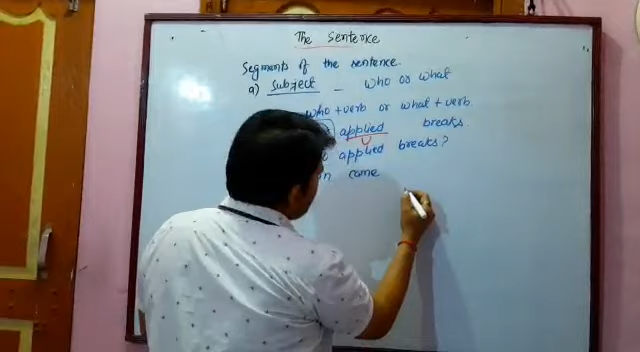 The Sentence
Segments of the sentence.
a) Subject _ who or what
who + verb or what + verb.
applied breaks.
applied breaks?
came